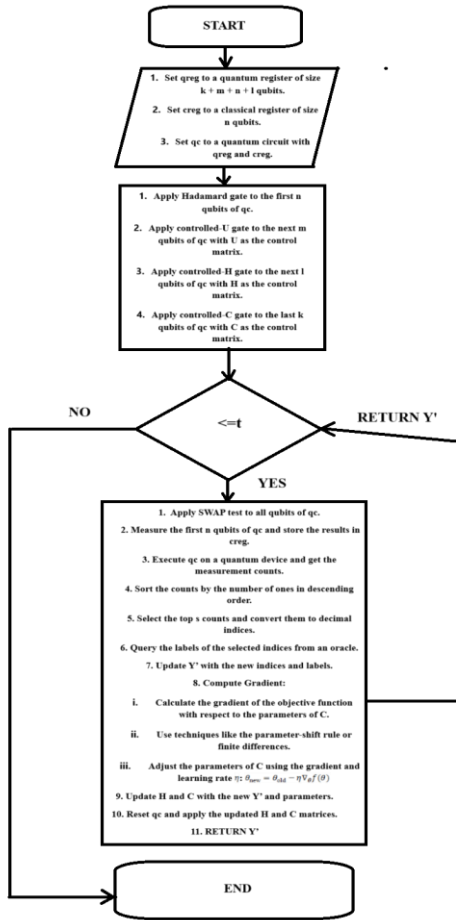 START
1. Set qreg to a quantum register of size
k + m + n + l qubits.
2. Set creg to a classical register of size
n qubits.
3. Set qc to a quantum circuit with
qreg and creg.
1. Apply Hadamard gate to the first n
qubits of qc.
2. Apply controlled-U gate to the next m
qubits of qc with U as the control
matrix.
3. Apply controlled-H gate to the next l
qubits of qc with H as the control
matrix.
4. Apply controlled-C gate to the last k
qubits of qc with C as the control
matrix.
NO
<=t
RETURN Y'
YES
1. Apply SWAP test to all qubits of qc.
2. Measure the first n qubits of qc and store the results in
creg.
3. Execute qc on a quantum device and get the
measurement counts.
4. Sort the counts by the number of ones in descending
order.
5. Select the top s counts and convert them to decimal
indices.
6. Query the labels of the selected indices from an oracle.
7. Update Y' with the new indices and labels.
8. Compute Gradient:
i. Calculate the gradient of the objective function
with respect to the parameters of C.
ii. Use techniques like the parameter-shift rule or
finite differences.
iii. Adjust the parameters of C using the gradient and
learning rate η: θnew = θold − η∇θf(θ)
9. Update H and C with the new Y' and parameters.
10. Reset qc and apply the updated H and C matrices.
11. RETURN Y'
END